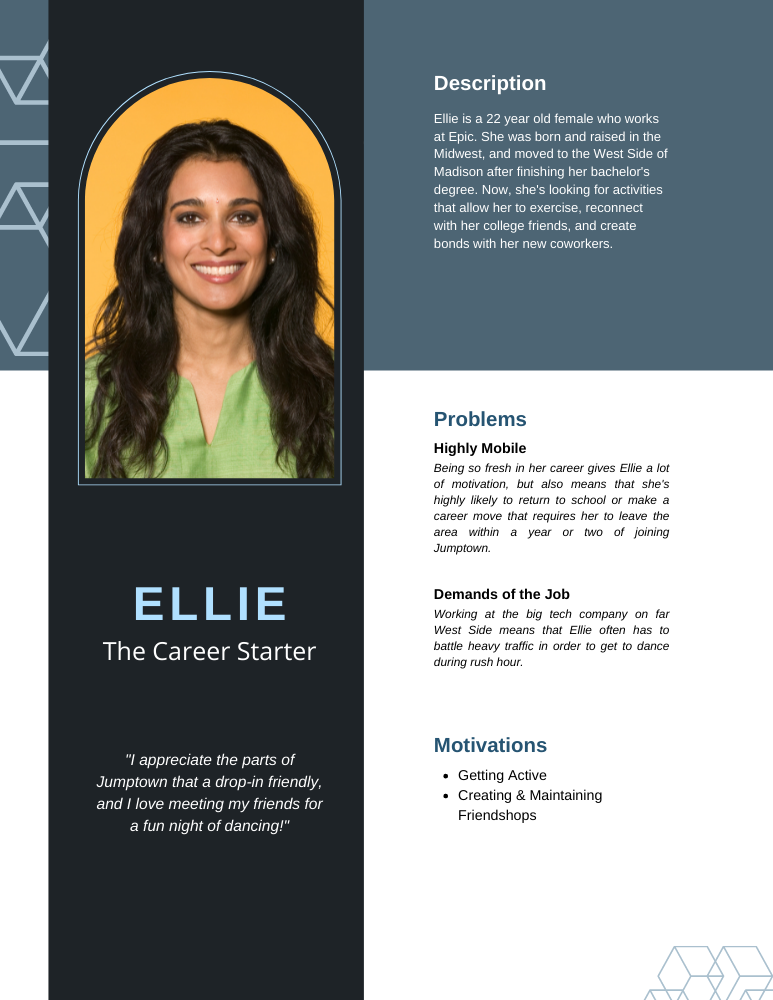 Description
Ellie is a 22 year old female who works
at Epic. She was born and raised in the
Midwest, and moved to the West Side of
Madison after finishing her bachelor's
degree. Now, she's looking for activities
that allow her to exercise, reconnect
with her college friends, and create
bonds with her new coworkers.
ELLIE
The Career Starter
"I appreciate the parts of
Jumptown that a drop-in friendly,
and I love meeting my friends for
a fun night of dancing!"
Problems
Highly Mobile
Being so fresh in her career gives Ellie a lot
of motivation, but also means that she's
highly likely to return to school or make a
career move that requires her to leave the
area within a year or two of joining
Jumptown.
Demands of the Job
Working at the big tech company on far
West Side means that Ellie often has to
battle heavy traffic in order to get to dance
during rush hour.
Motivations
• Getting Active
• Creating & Maintaining
Friendshops